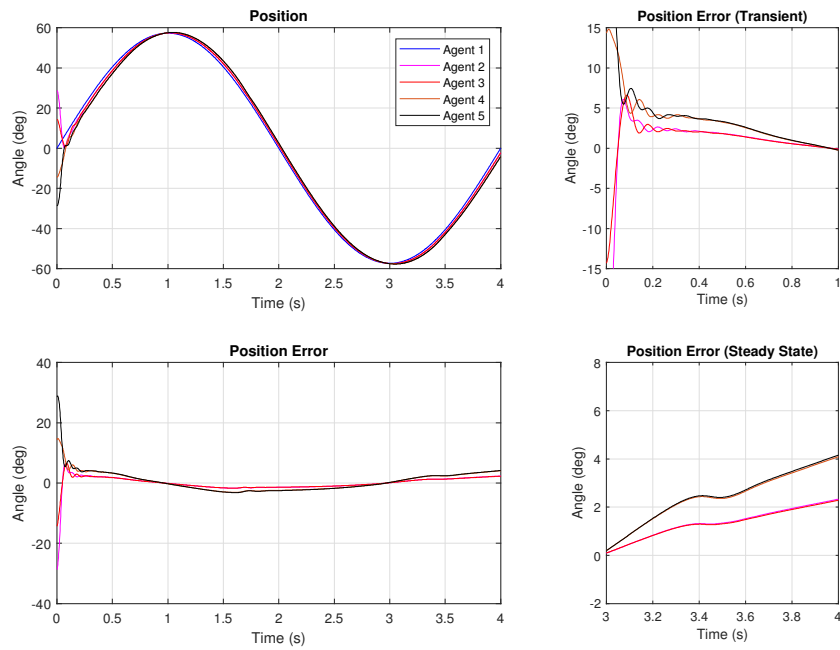 Position
Angle (deg)
60
40
20
0
-20
-40
-60
0 0.5 1 1.5 2 2.5 3 3.5 4
Time (s)
Agent 1
Agent 2
Agent 3
Agent 4
Agent 5
Position Error (Transient)
Angle (deg)
15
10
5
0
-5
-10
-15
0 0.2 0.4 0.6 0.8 1
Time (s)
Position Error
Angle (deg)
40
20
0
-20
-40
0 0.5 1 1.5 2 2.5 3 3.5 4
Time (s)
Position Error (Steady State)
Angle (deg)
8
6
4
2
0
-2
3 3.2 3.4 3.6 3.8 4
Time (s)